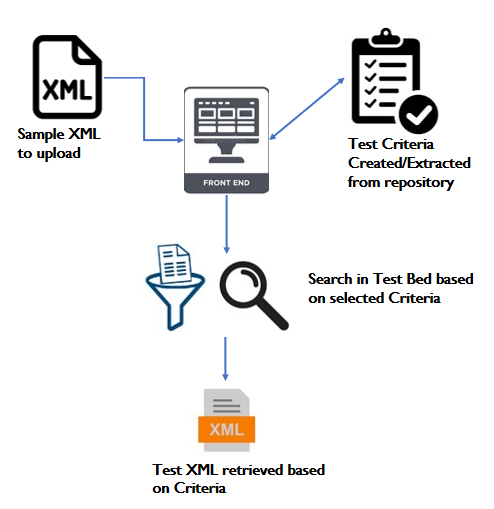 XML
Sample XML
to upload
FRONT END
Test Criteria
Created/Extracted
from repository
Search in Test Bed based
on selected Criteria
XML
Test XML retrieved based
on Criteria